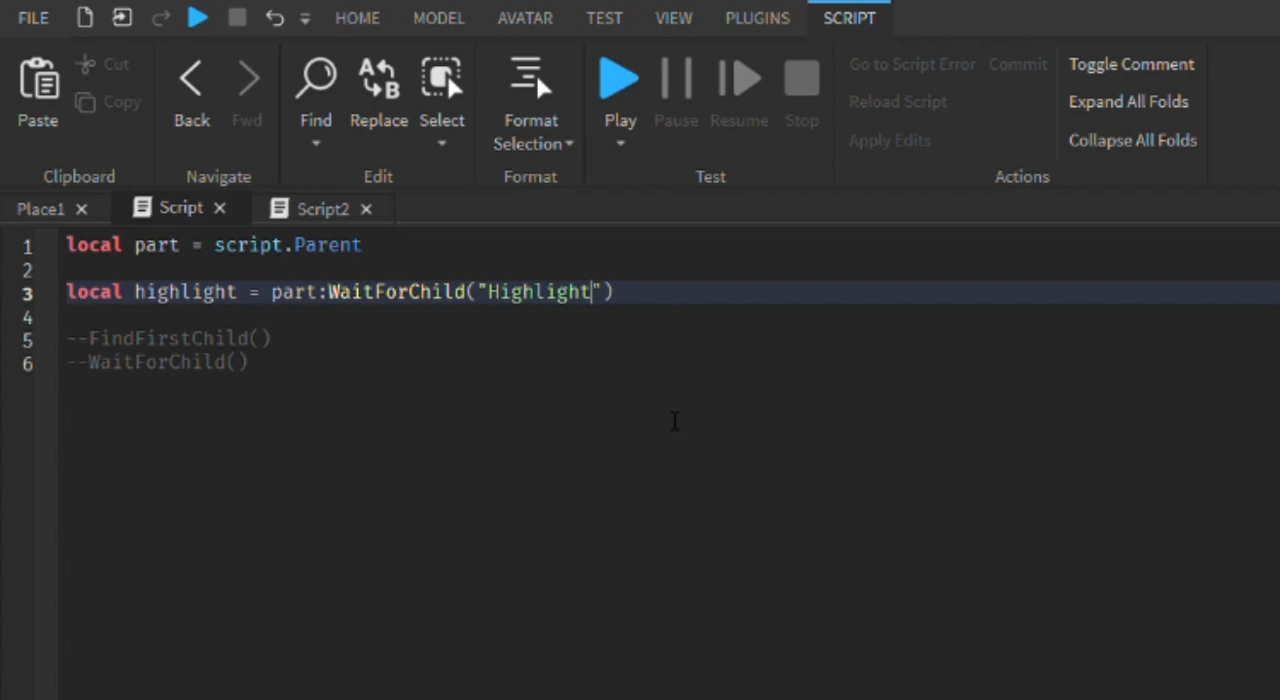 FILE HOME MODEL AVATAR TEST VIEW PLUGINS SCRIPT
Paste Cut Copy Back Fwd Find Replace Select Format Selection Play Pause Resume Stop Go to Script Error Commit Toggle Comment
Reload Script Expand All Folds
Apply Edits Collapse All Folds
Clipboard Navigate Edit Format Test Actions
Place1 Script Script2
1 local part = script.Parent
2
3 local highlight = part:WaitForChild("Highlight")
4
5 --FindFirstChild()
6 --WaitForChild()